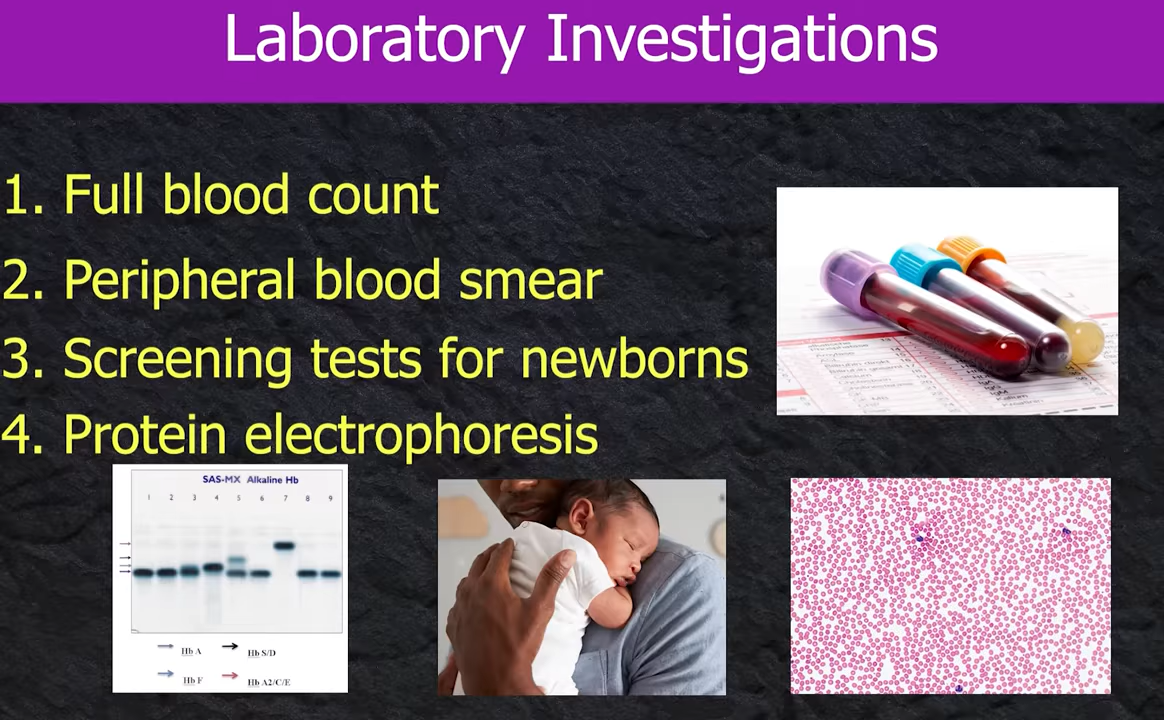 Laboratory Investigations
1. Full blood count
2. Peripheral blood smear
3. Screening tests for newborns
4. Protein electrophoresis
SAS-MX Alkaline Hb
1 2 3 4 5 6 7 8 9
Hb A
Hb S/D
Hb F
Hb A2/C/E